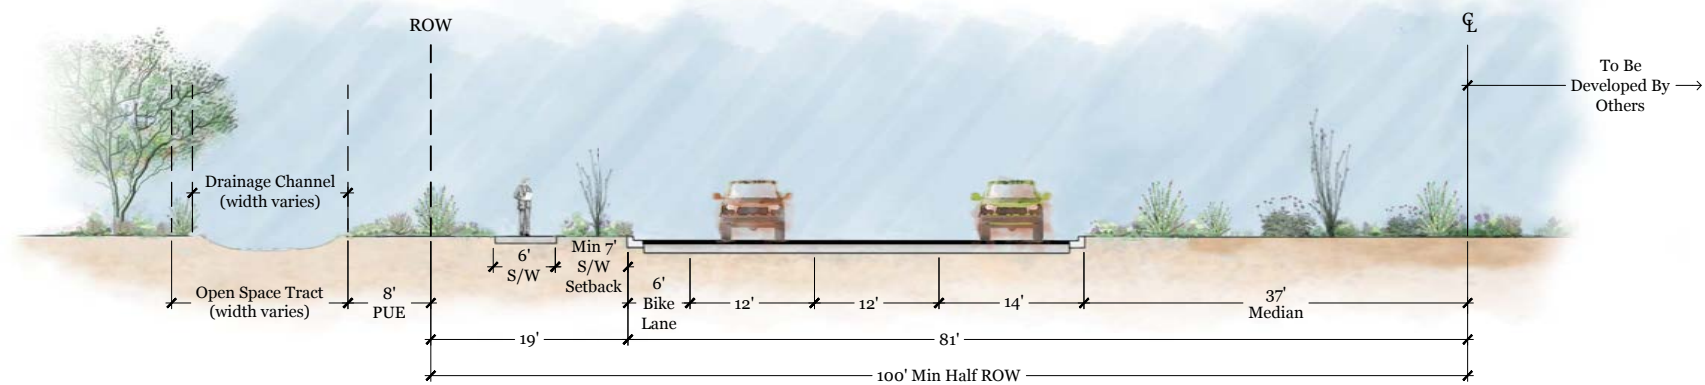 ROW
℄
To Be
Developed By
Others
Drainage Channel
(width varies)
6'
S/W
Min 7'
S/W
Setback
Open Space Tract
(width varies)
8'
PUE
6'
Bike
Lane
12'
12'
14'
37'
Median
19'
81'
100' Min Half ROW